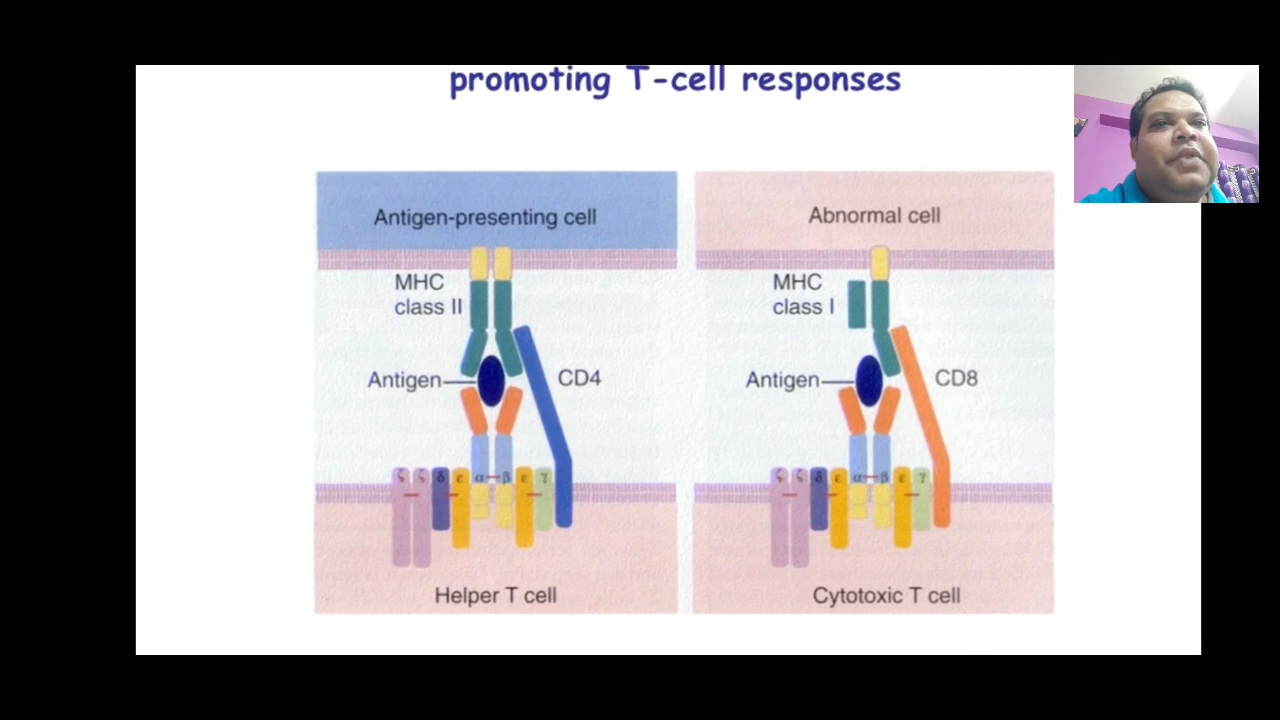 promoting T-cell responses
Antigen-presenting cell
MHC
class II
Antigen
CD4
ζ ζ δ ε α β ε γ
Helper T cell
Abnormal cell
MHC
class I
Antigen
CD8
ζ ζ δ ε α β ε γ
Cytotoxic T cell